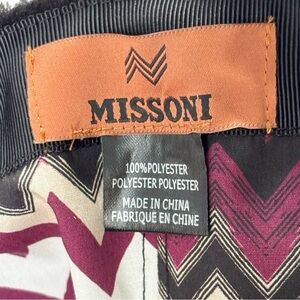 MISSONI
100%POLYESTER
POLYESTER POLYESTER
MADE IN CHINA
FABRIQUE EN CHINE